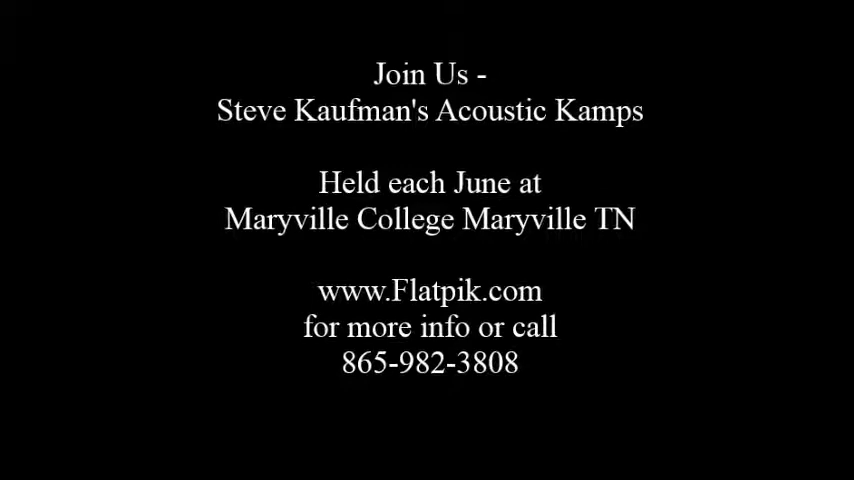 Join Us -
Steve Kaufman's Acoustic Kamps
Held each June at
Maryville College Maryville TN
www.Flatpik.com
for more info or call
865-982-3808